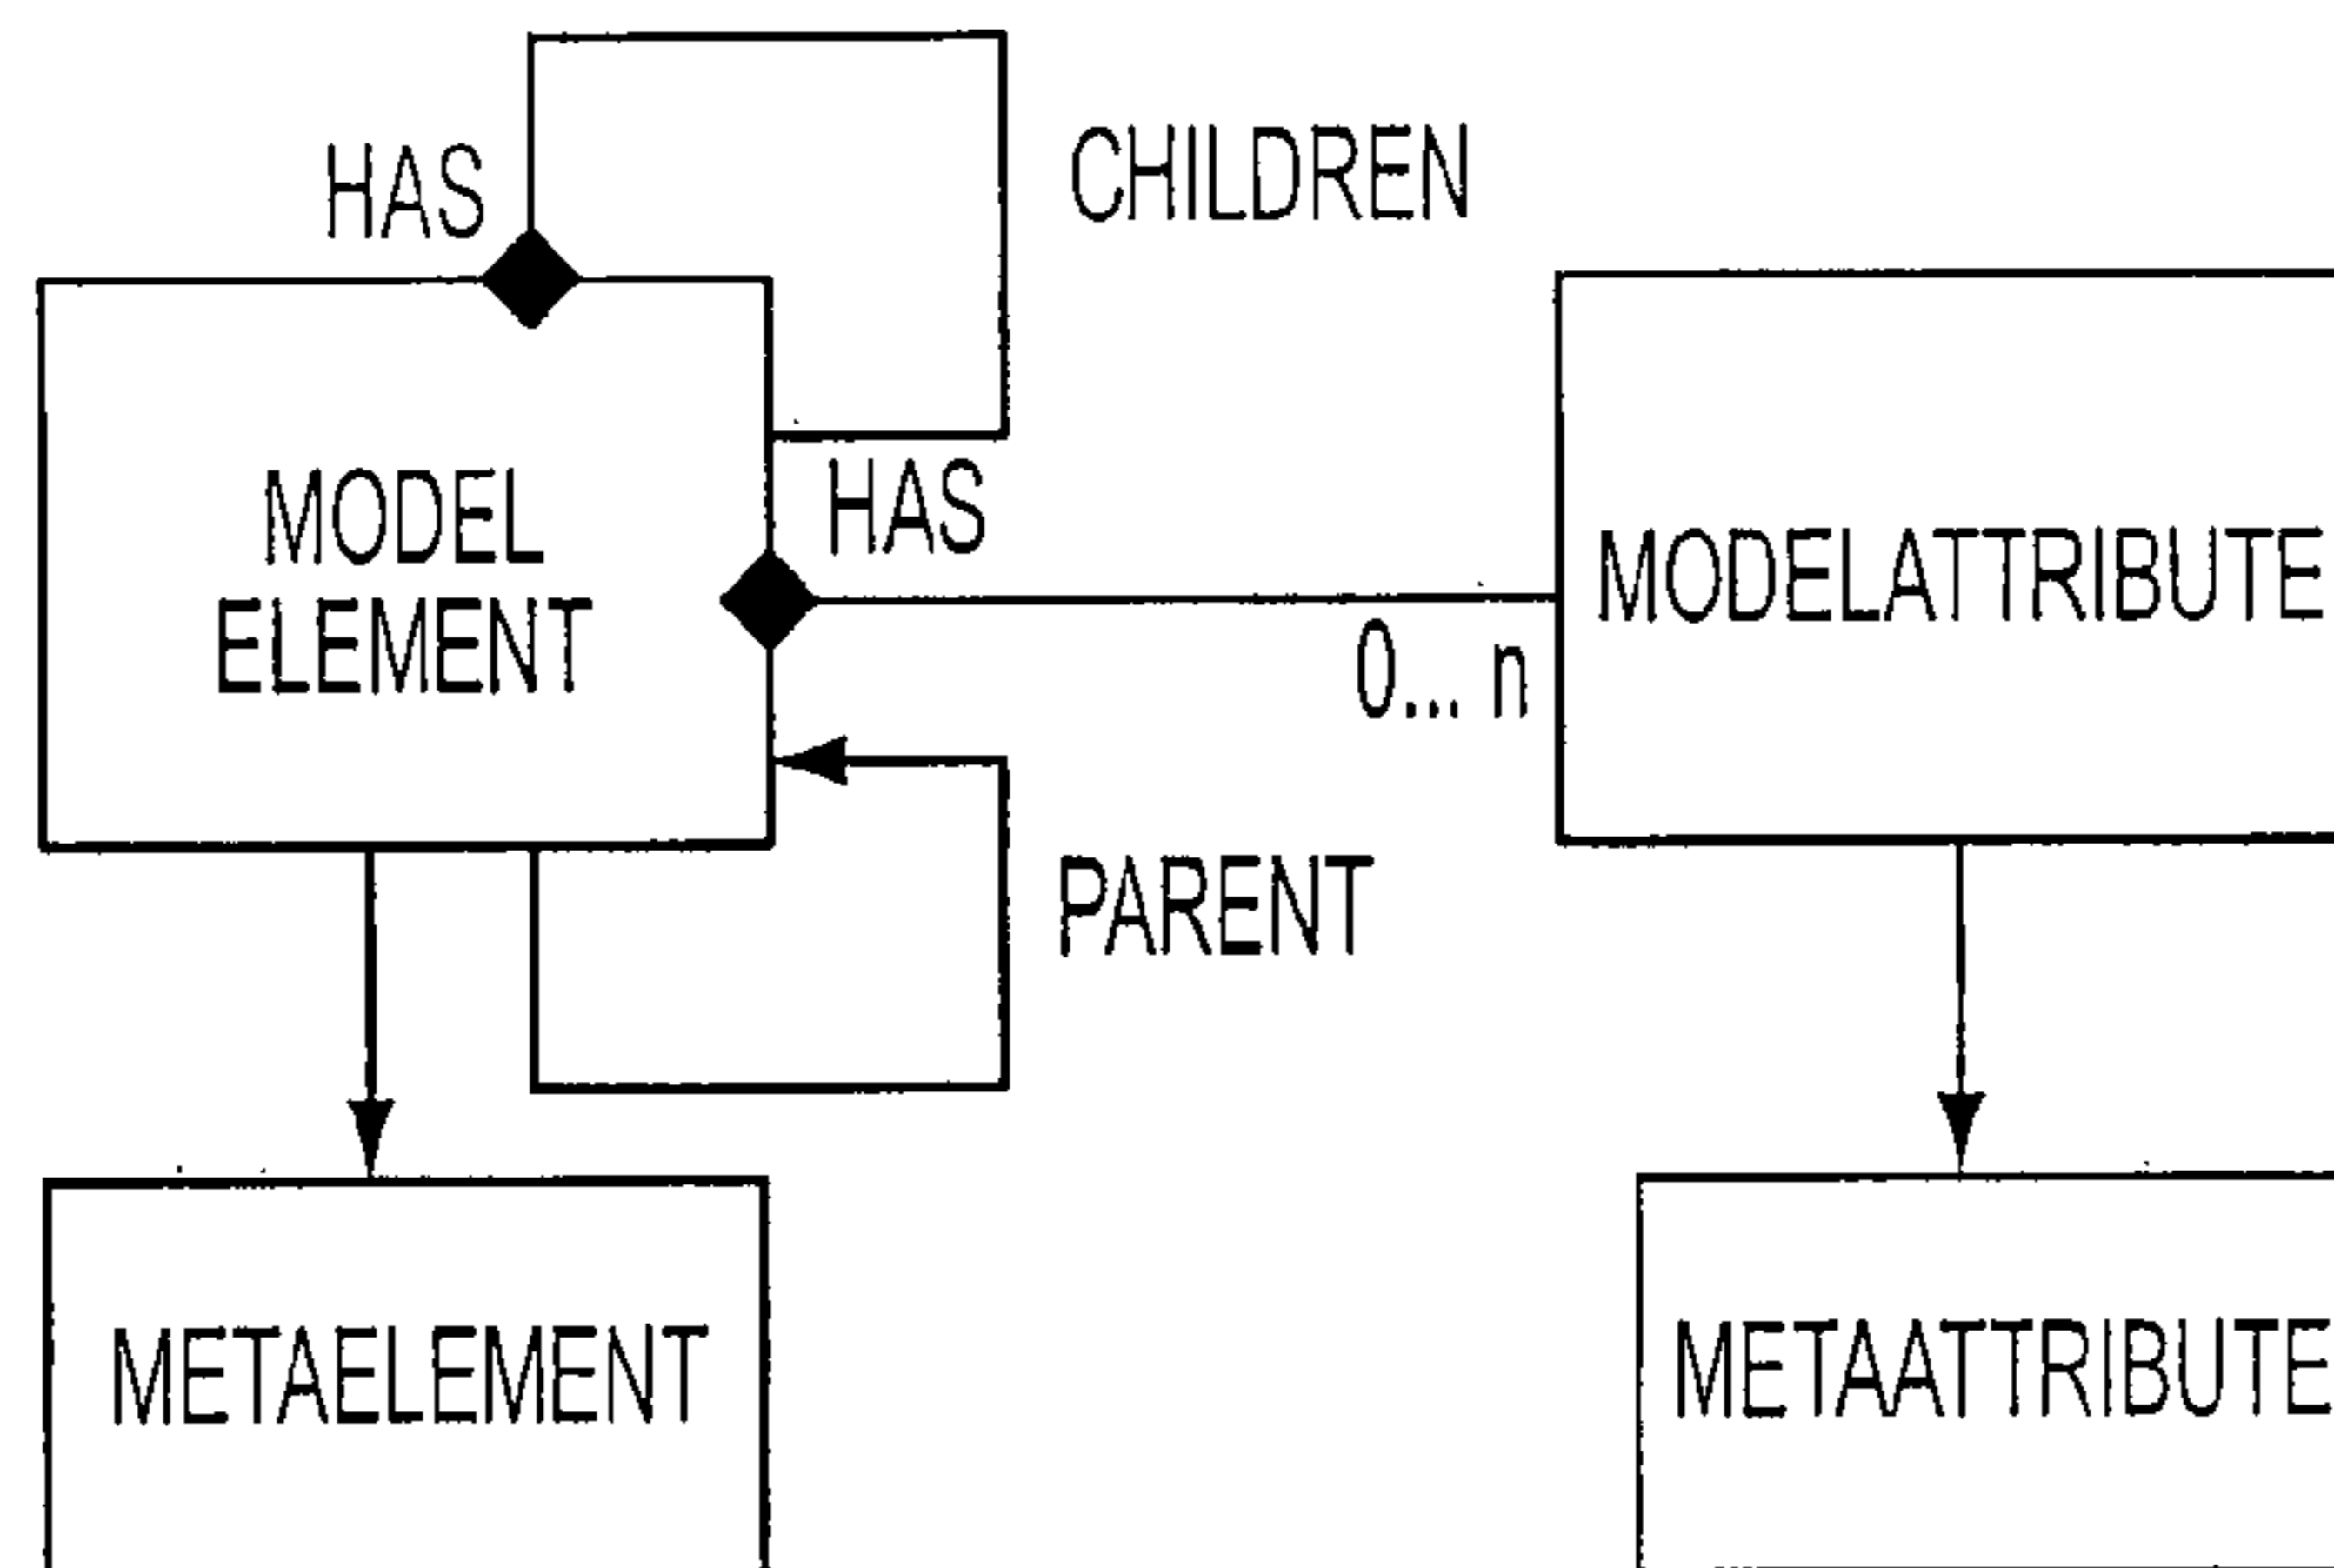 HAS
CHILDREN
MODEL
ELEMENT
HAS
MODELATTRIBUTE
0... n
PARENT
METAELEMENT
METAATTRIBUTE